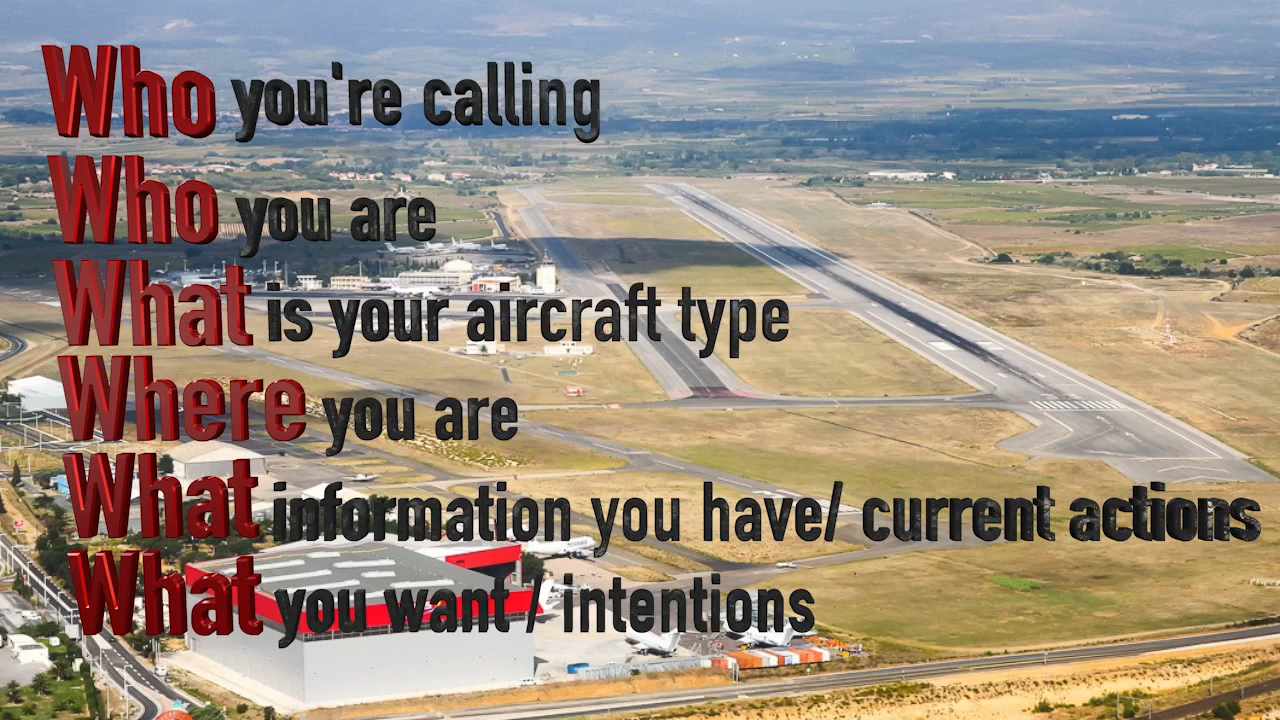 Who you're calling
Who you are
What is your aircraft type
Where you are
What information you have/ current actions
What you want / intentions